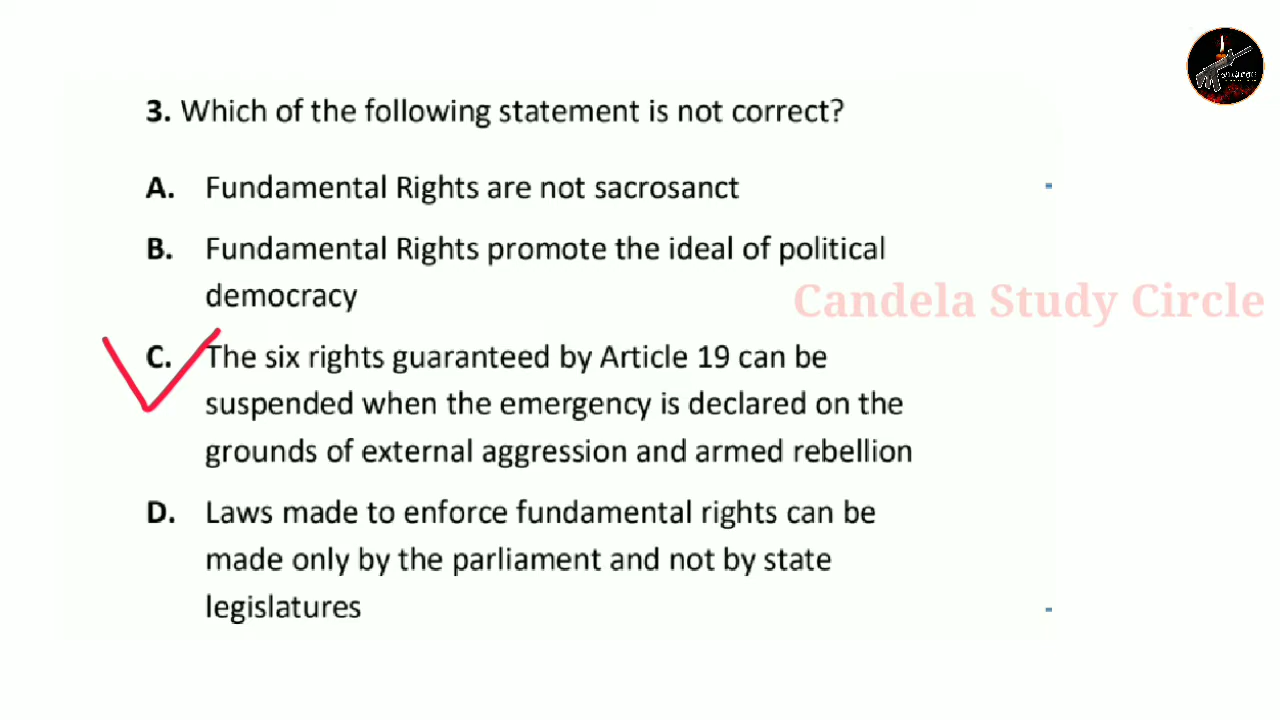 3. Which of the following statement is not correct?
A. Fundamental Rights are not sacrosanct
B. Fundamental Rights promote the ideal of political
democracy
Candela Study Circle
C. The six rights guaranteed by Article 19 can be
suspended when the emergency is declared on the
grounds of external aggression and armed rebellion
D. Laws made to enforce fundamental rights can be
made only by the parliament and not by state
legislatures